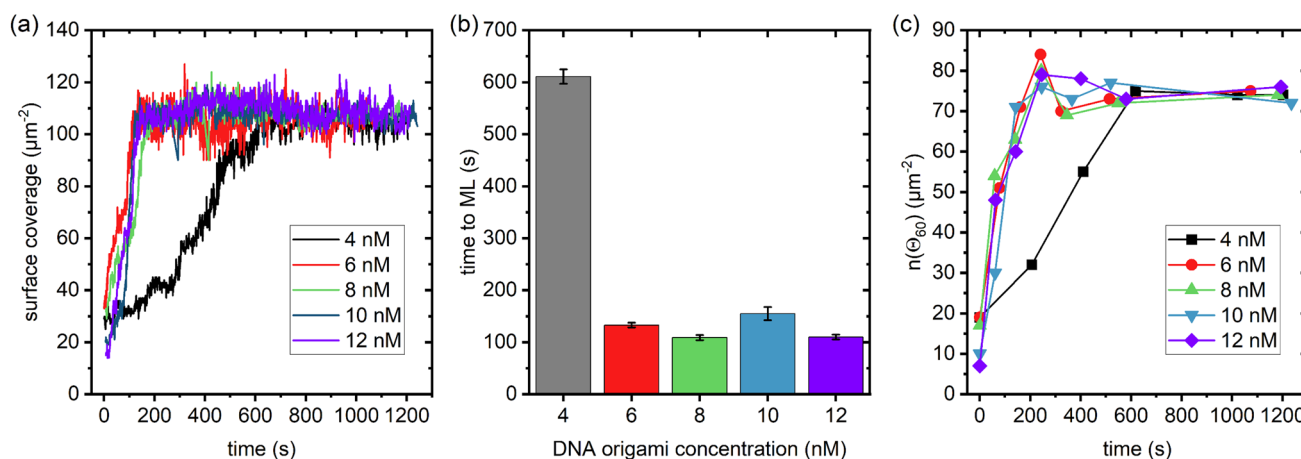 (a)
surface coverage (µm⁻²)
140
120
100
80
60
40
20
0
0 200 400 600 800 1000 1200
time (s)
4 nM
6 nM
8 nM
10 nM
12 nM
(b)
time to ML (s)
700
600
500
400
300
200
100
0
4 6 8 10 12
DNA origami concentration (nM)
(c)
n(Θ₆₀) (µm⁻²)
90
80
70
60
50
40
30
20
10
0
0 200 400 600 800 1000 1200
time (s)
4 nM
6 nM
8 nM
10 nM
12 nM